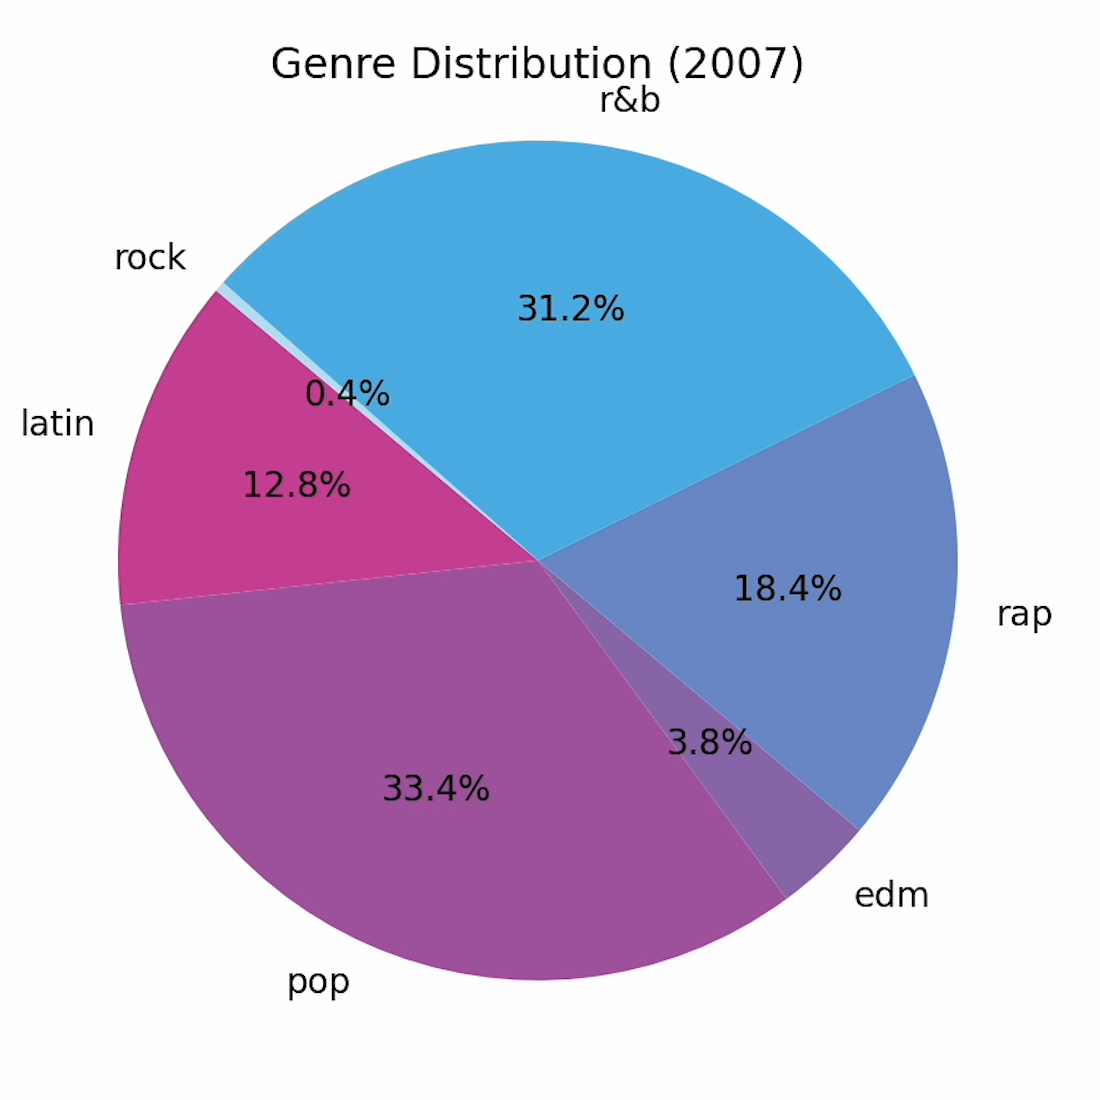 Genre Distribution (2007)
r&b
rock
31.2%
0.4%
latin
12.8%
18.4%
rap
3.8%
33.4%
edm
pop